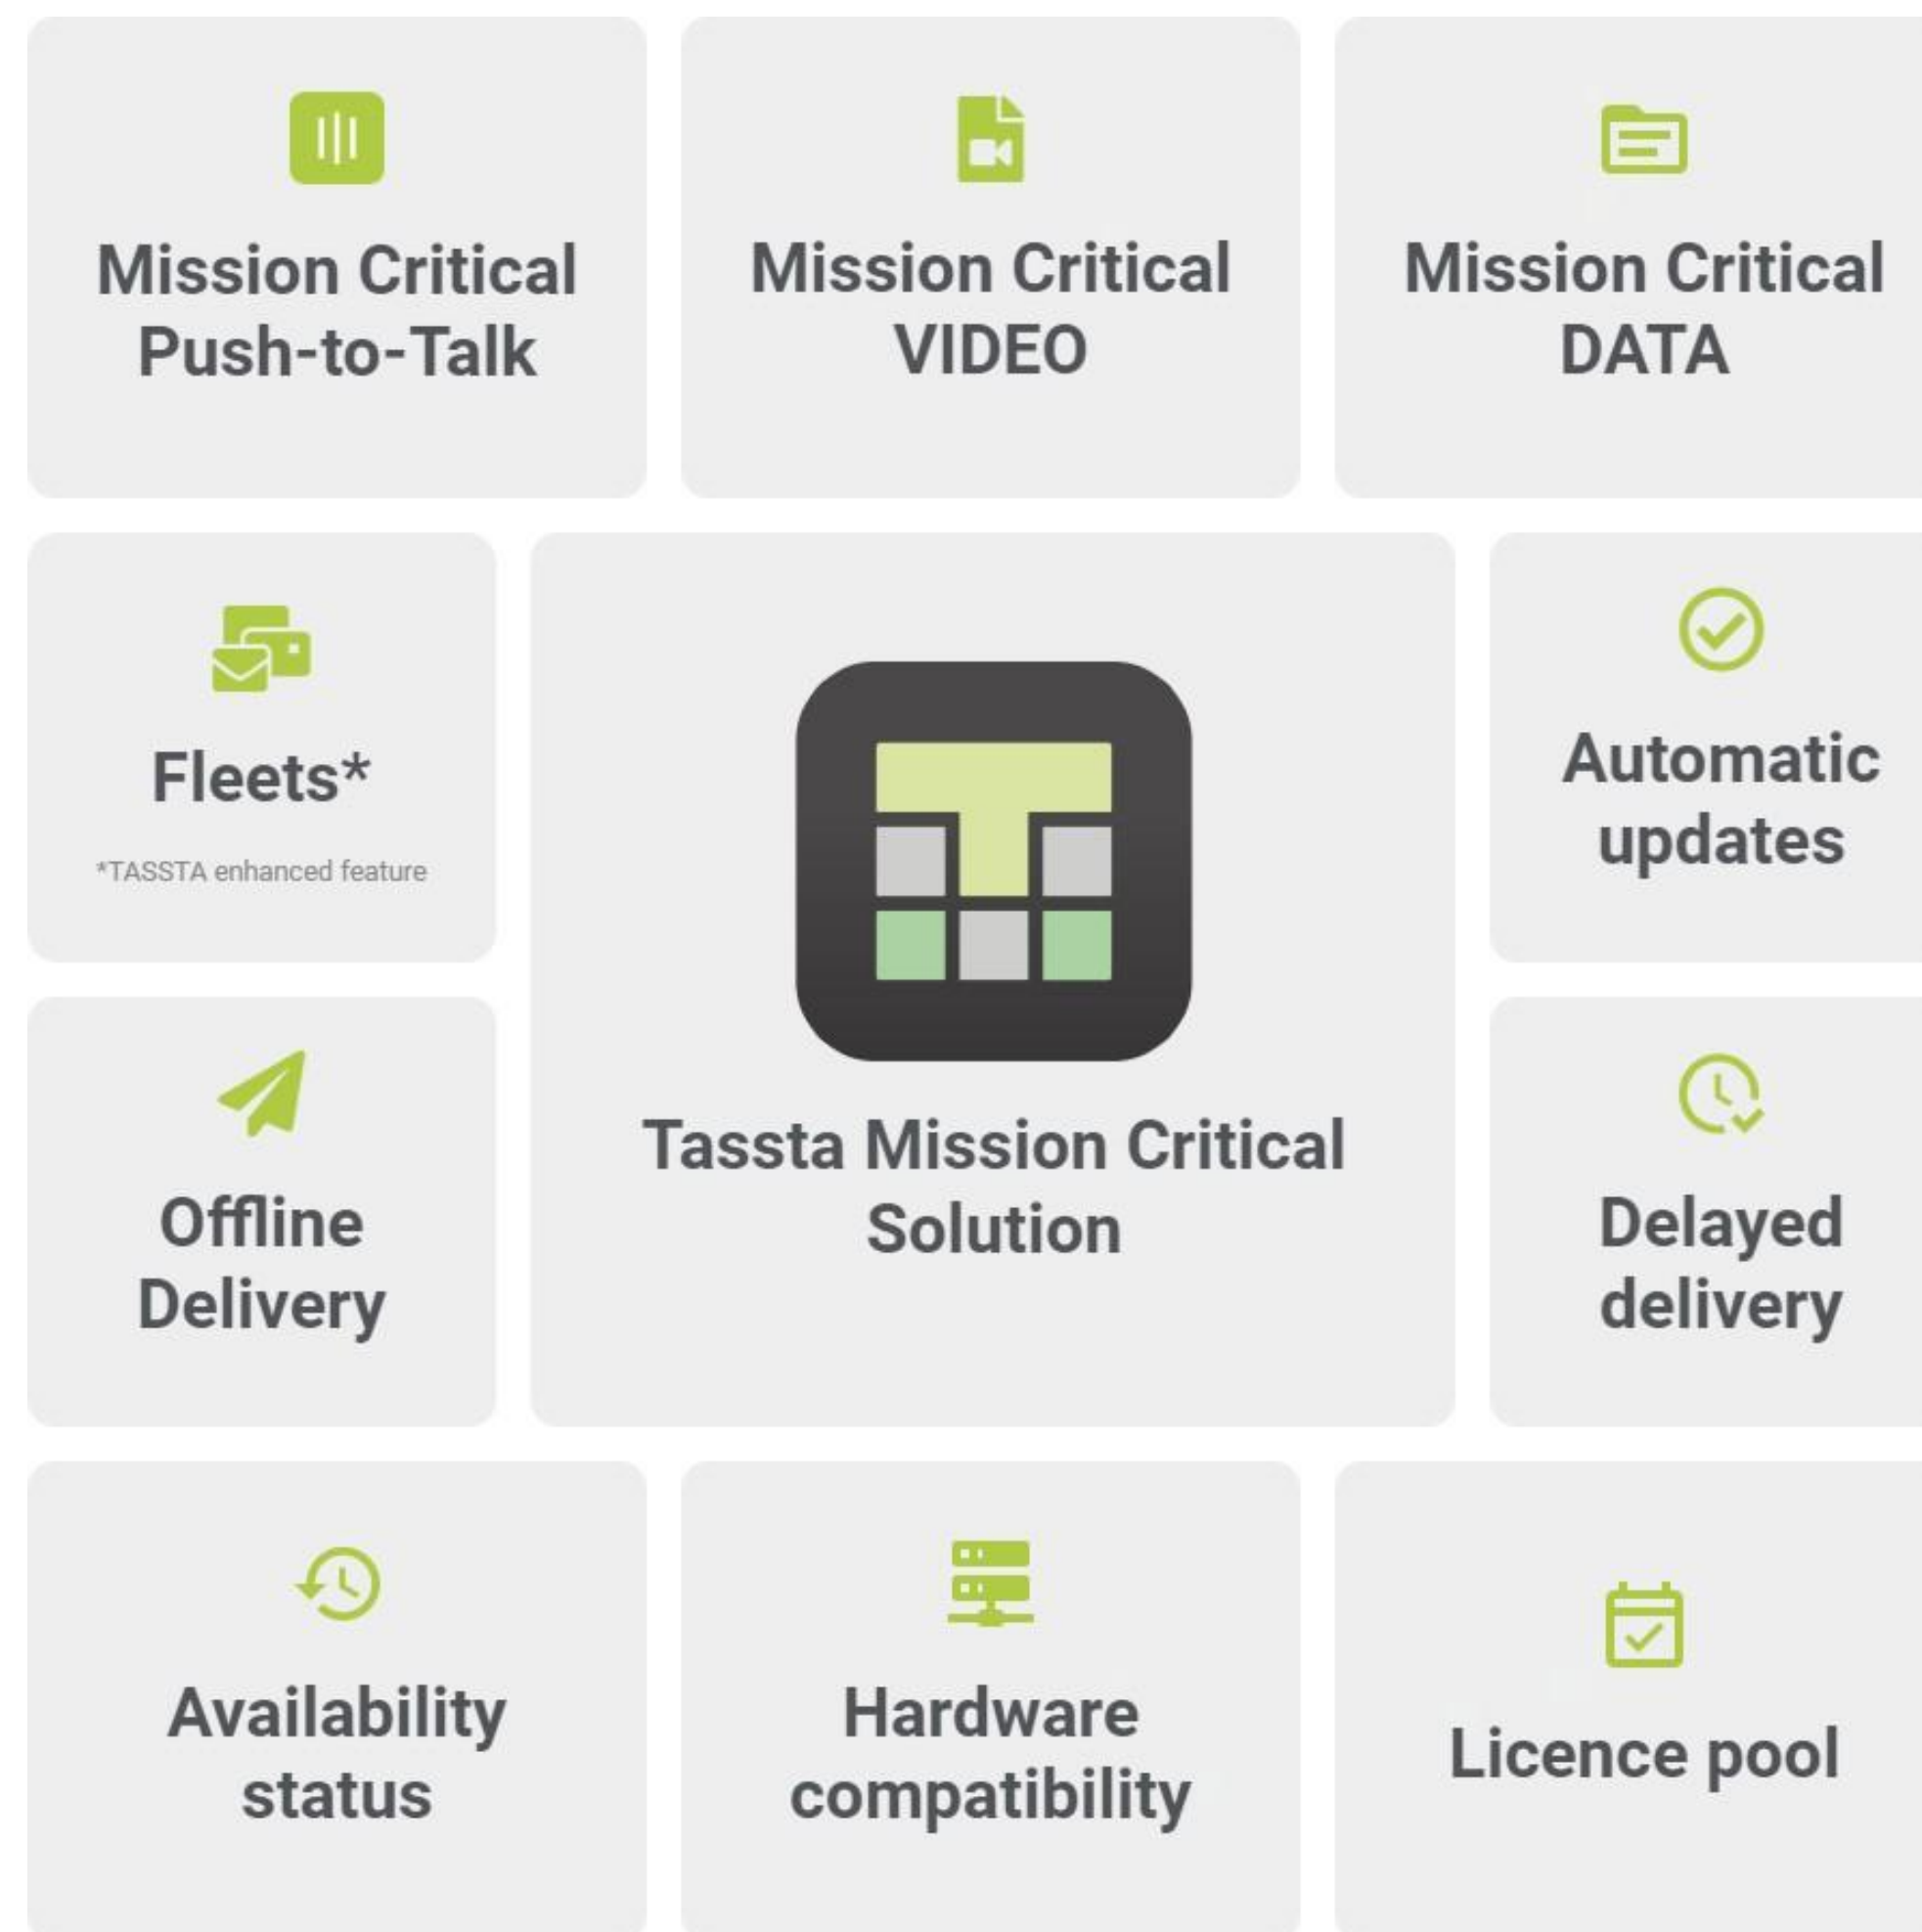 Mission Critical
Push-to-Talk
Mission Critical
VIDEO
Mission Critical
DATA
Fleets*
*TASSTA enhanced feature
Automatic
updates
Tassta Mission Critical
Solution
Offline
Delivery
Delayed
delivery
Availability
status
Hardware
compatibility
Licence pool